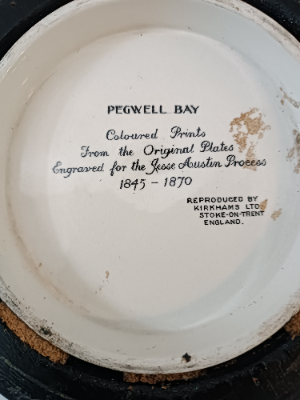 PEGWELL BAY
Coloured Prints
From the Original Plates
Engraved for the Jesse Austin Process
1845 - 1870
REPRODUCED BY
KIRKHAMS LTD
STOKE-ON-TRENT
ENGLAND.